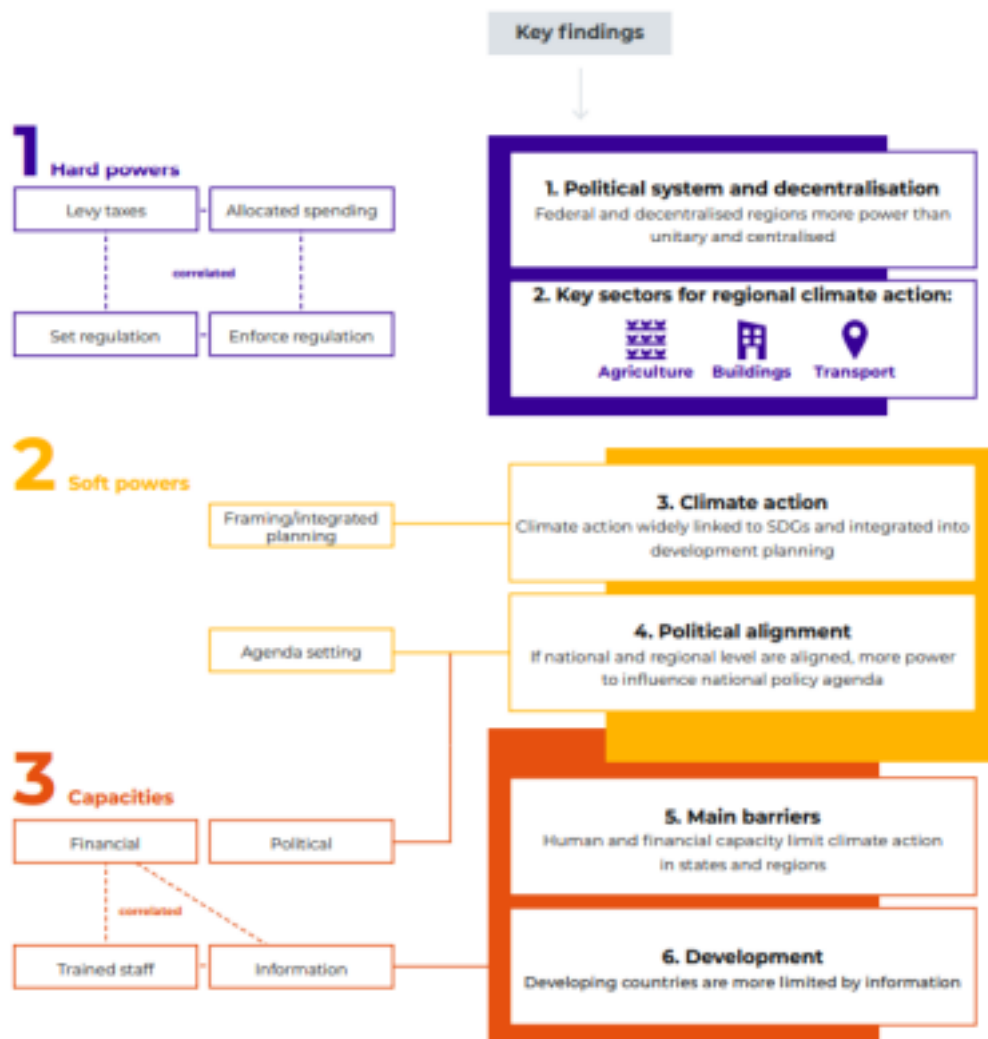 Key findings
1 Hard powers
Levy taxes
Allocated spending
correlated
Set regulation
Enforce regulation
1. Political system and decentralisation
Federal and decentralised regions more power than
unitary and centralised
2. Key sectors for regional climate action:
Agriculture
Buildings
Transport
2 Soft powers
Framing/integrated
planning
3. Climate action
Climate action widely linked to SDGs and integrated into
development planning
Agenda setting
4. Political alignment
If national and regional level are aligned, more power
to influence national policy agenda
3 Capacities
Financial
Political
correlated
Trained staff
Information
5. Main barriers
Human and financial capacity limit climate action
in states and regions
6. Development
Developing countries are more limited by information